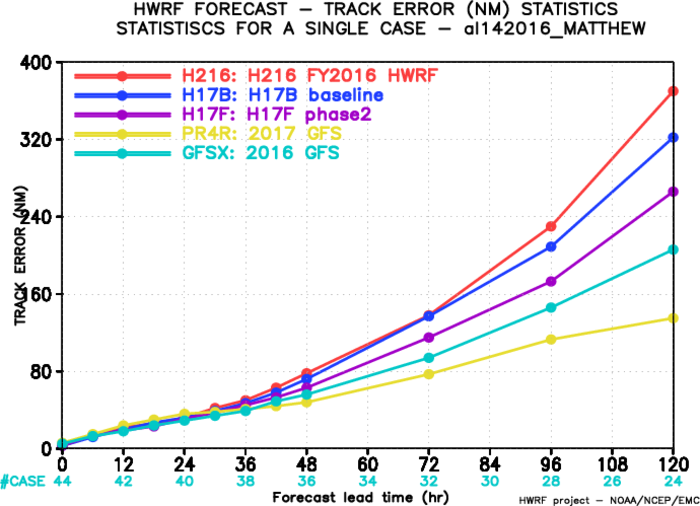 HWRF FORECAST – TRACK ERROR (NM) STATISTICS
STATISTISCS FOR A SINGLE CASE – al142016_MATTHEW
400
320
240
160
80
0
TRACK ERROR (NM)
H216: H216 FY2016 HWRF
H17B: H17B baseline
H17F: H17F phase2
PR4R: 2017 GFS
GFSX: 2016 GFS
0 12 24 36 48 60 72 84 96 108 120
#CASE 44 42 40 38 36 34 32 30 28 26 24
Forecast lead time (hr)
HWRF project – NOAA/NCEP/EMC